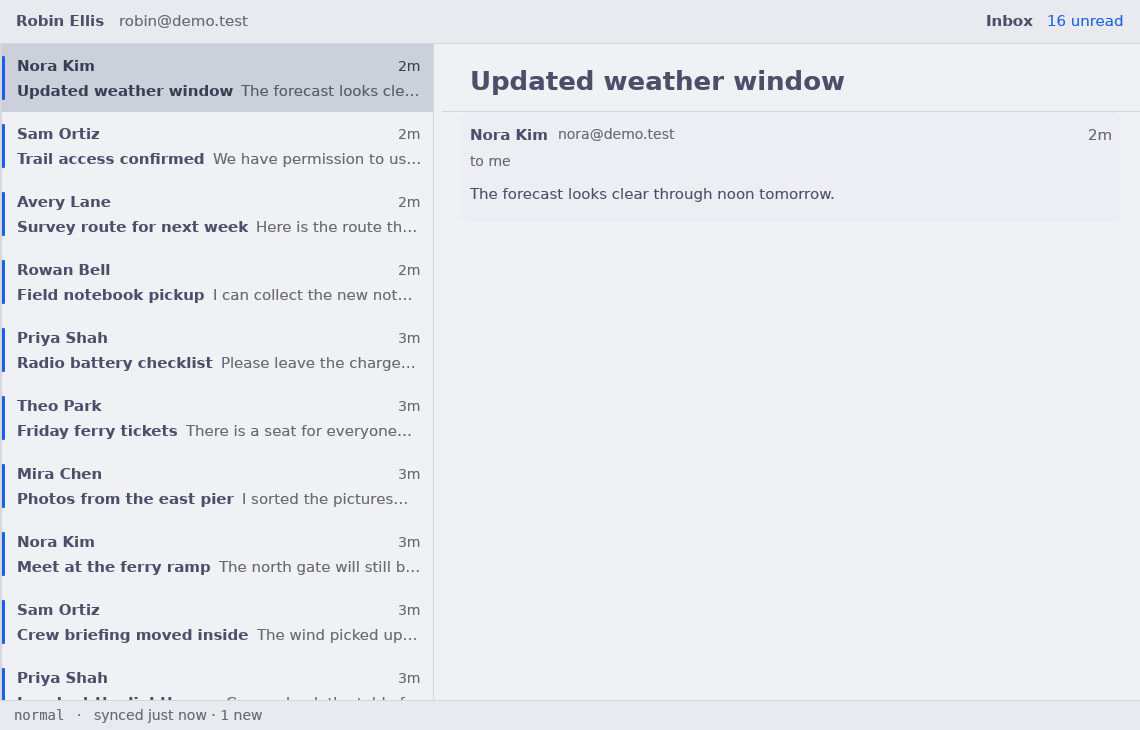 Robin Ellis robin@demo.test Inbox 16 unread
Nora Kim 2m
Updated weather window The forecast looks cle…
Sam Ortiz 2m
Trail access confirmed We have permission to us…
Avery Lane 2m
Survey route for next week Here is the route th…
Rowan Bell 2m
Field notebook pickup I can collect the new not…
Priya Shah 3m
Radio battery checklist Please leave the charge…
Theo Park 3m
Friday ferry tickets There is a seat for everyone…
Mira Chen 3m
Photos from the east pier I sorted the pictures…
Nora Kim 3m
Meet at the ferry ramp The north gate will still b…
Sam Ortiz 3m
Crew briefing moved inside The wind picked up…
Priya Shah 3m
Updated weather window
Nora Kim nora@demo.test 2m
to me
The forecast looks clear through noon tomorrow.
normal · synced just now · 1 new